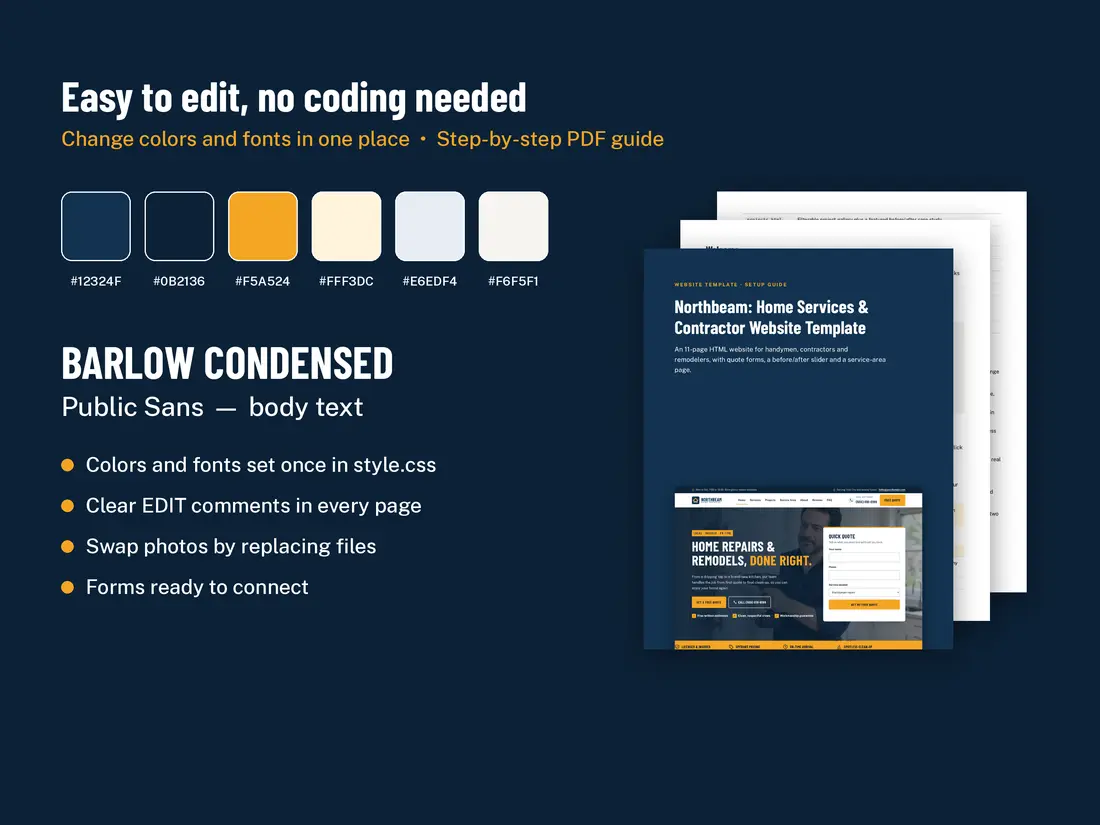 Easy to edit, no coding needed
Change colors and fonts in one place • Step-by-step PDF guide
#12324F #0B2136 #F5A524 #FFF3DC #E6EDF4 #F6F5F1
BARLOW CONDENSED
Public Sans — body text
Colors and fonts set once in style.css
Clear EDIT comments in every page
Swap photos by replacing files
Forms ready to connect
WEBSITE TEMPLATE · SETUP GUIDE
Northbeam: Home Services &
Contractor Website Template
An 11-page HTML website for handymen, contractors and
remodelers, with quote forms, a before/after slider and a service-area
page.
NORTHBEAM
HOME REPAIRS &
REMODELS, DONE RIGHT.
QUICK QUOTE
GET A FREE QUOTE